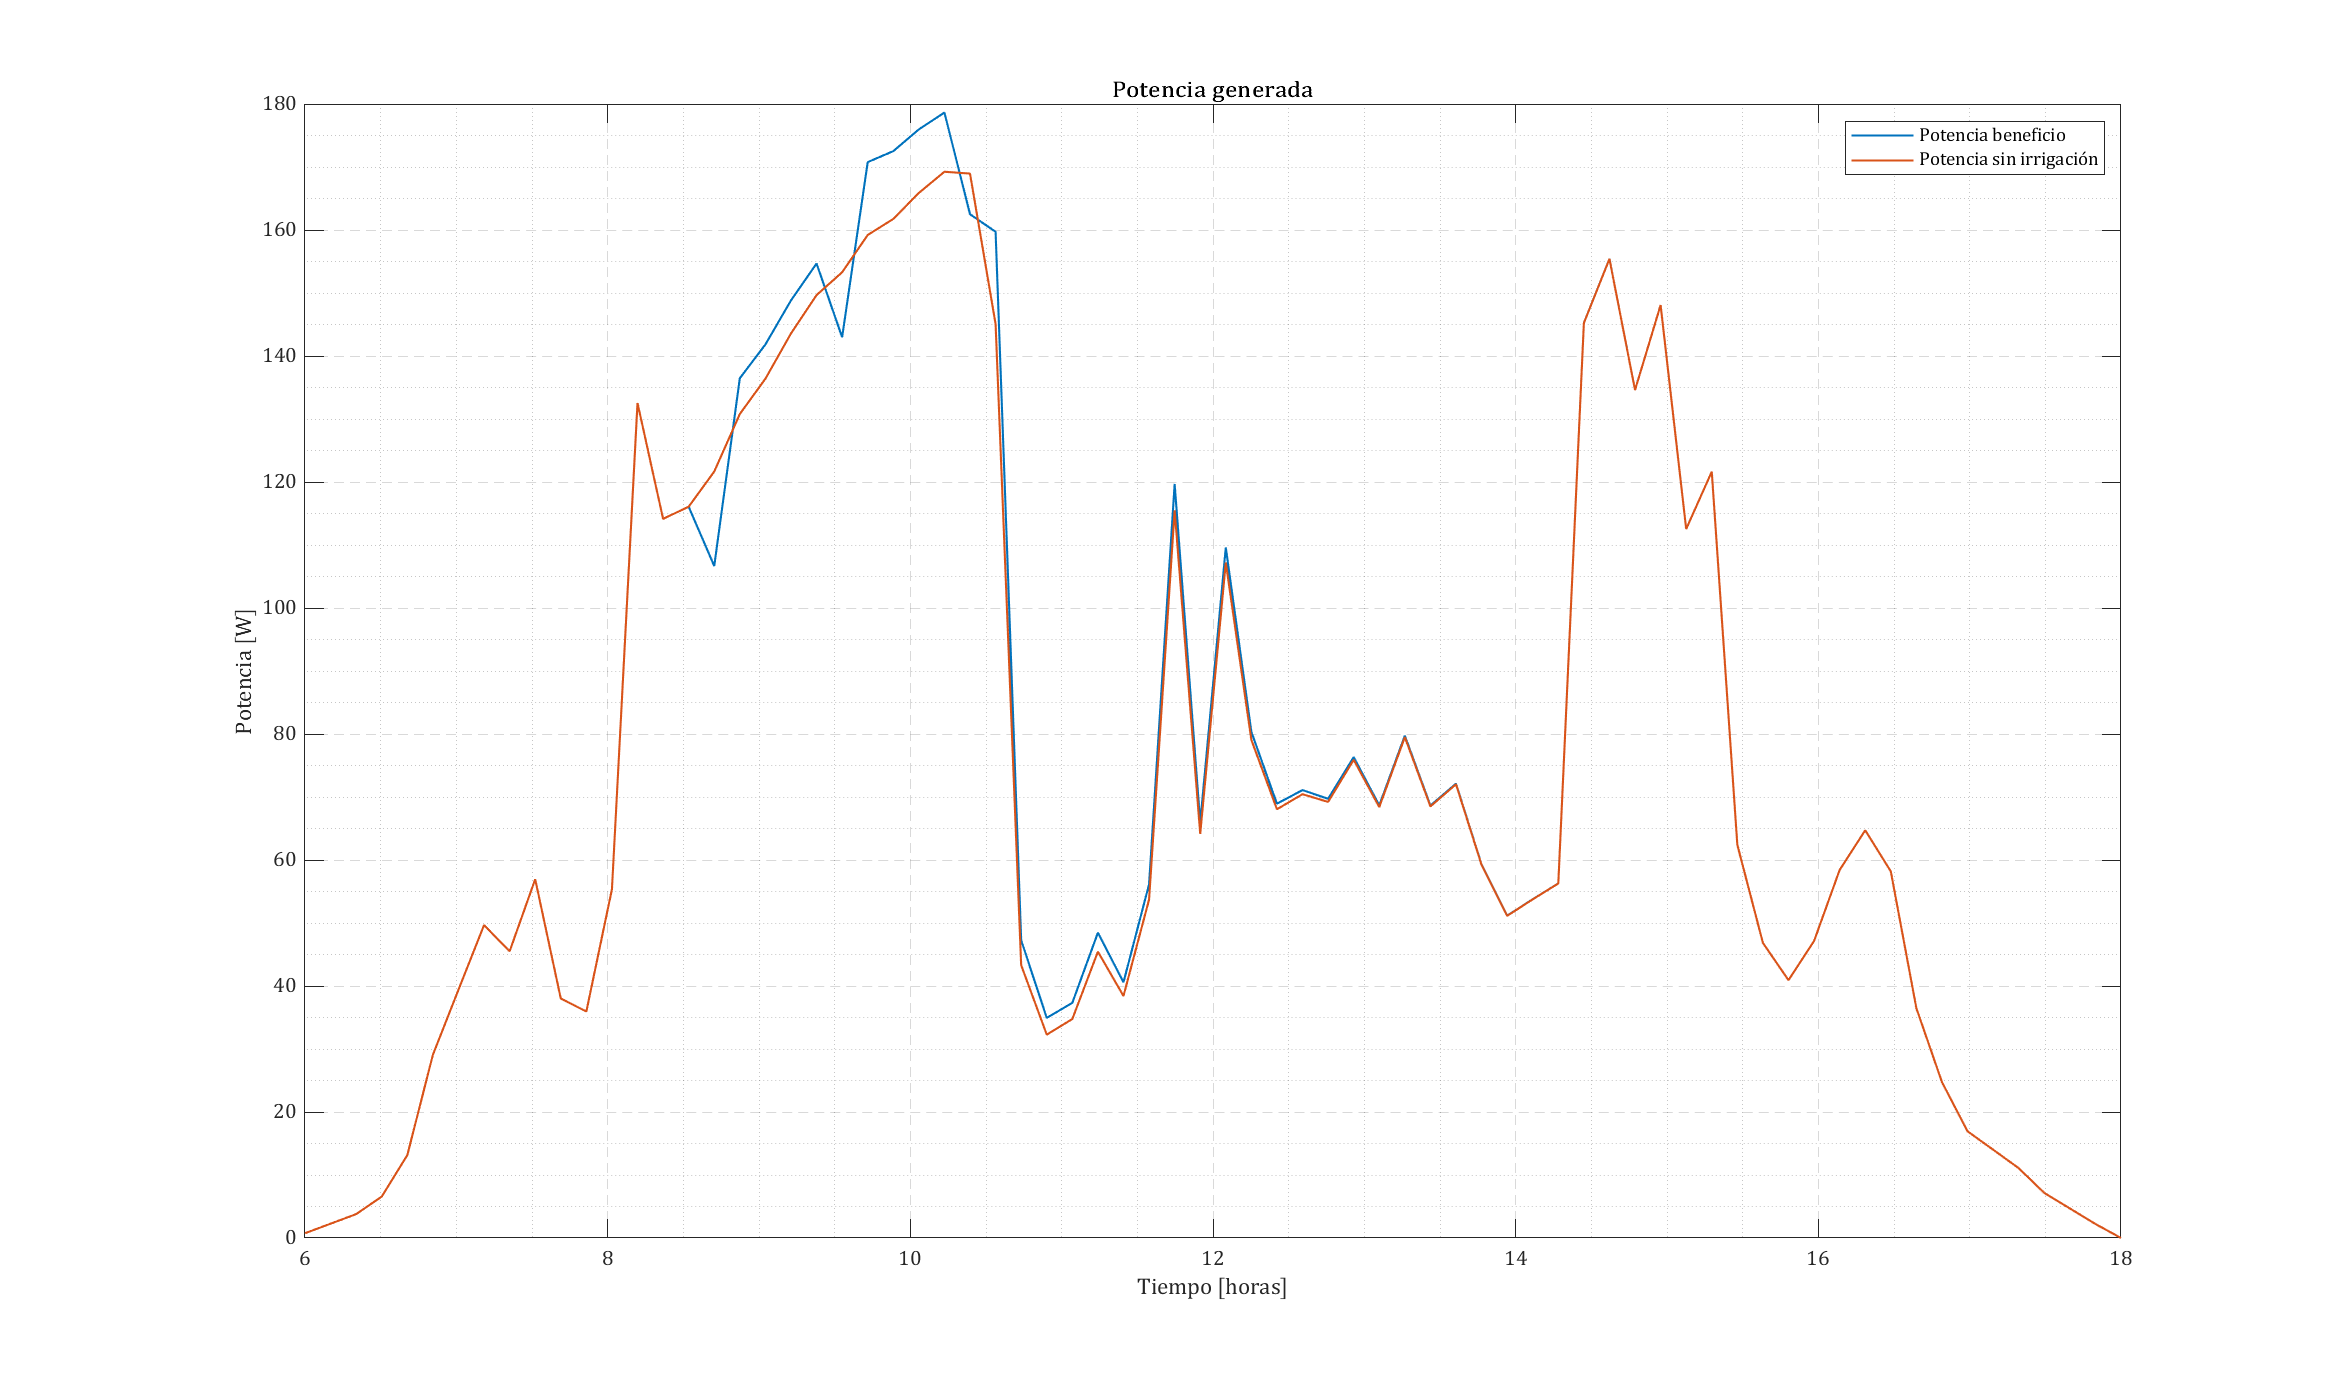 Potencia generada
180
160
140
120
100
80
60
40
20
0
Potencia [W]
Potencia beneficio
Potencia sin irrigación
6 8 10 12 14 16 18
Tiempo [horas]